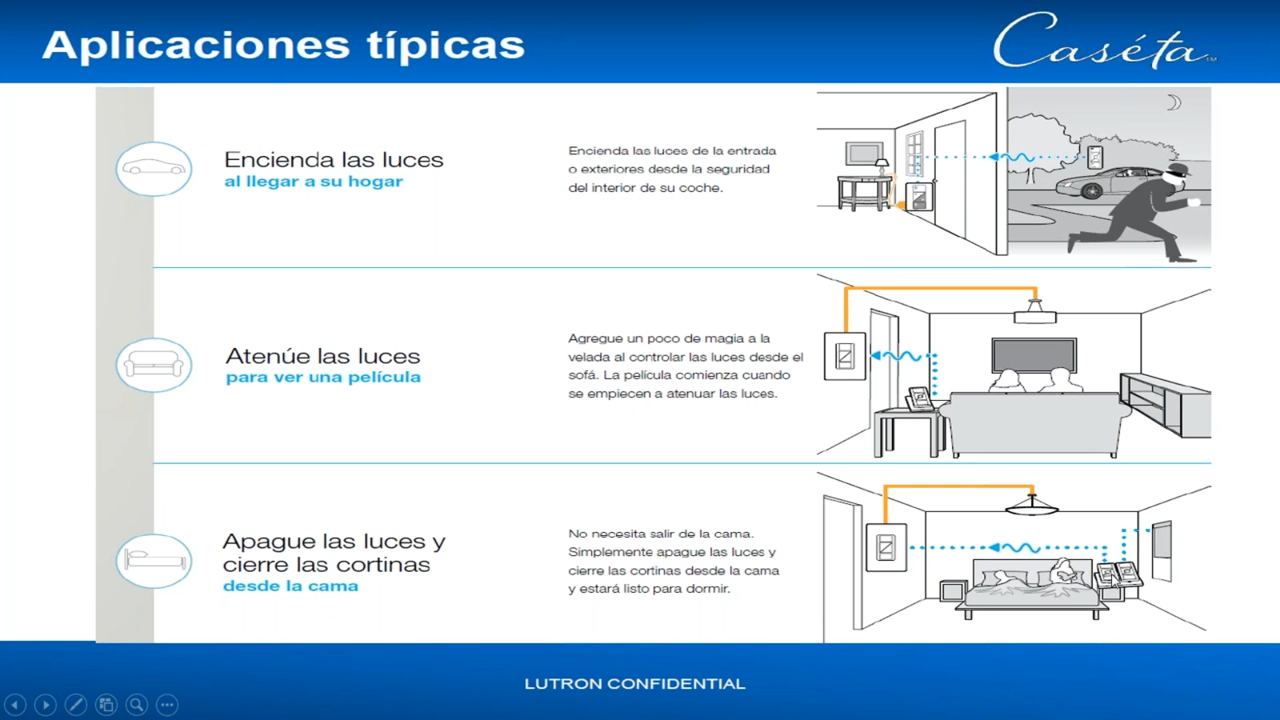 Aplicaciones típicas
Caséta™
Encienda las luces
al llegar a su hogar
Encienda las luces de la entrada
o exteriores desde la seguridad
del interior de su coche.
Atenúe las luces
para ver una película
Agregue un poco de magia a la
velada al controlar las luces desde el
sofá. La película comienza cuando
se empiecen a atenuar las luces.
Apague las luces y
cierre las cortinas
desde la cama
No necesita salir de la cama.
Simplemente apague las luces y
cierre las cortinas desde la cama
y estará listo para dormir.
LUTRON CONFIDENTIAL